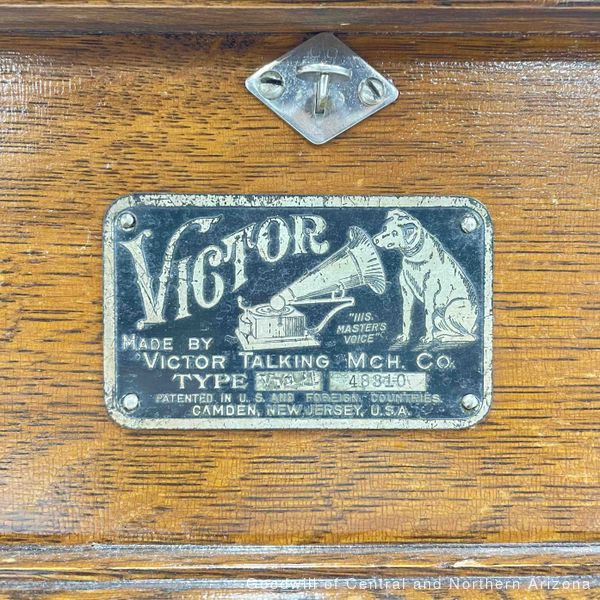 VICTOR
"HIS
MASTER'S
VOICE"
MADE BY
VICTOR TALKING MCH. CO.
TYPE 48310
PATENTED IN U. S. AND FOREIGN COUNTRIES.
CAMDEN, NEW JERSEY, U.S.A.
Goodwill of Central and Northern Arizona